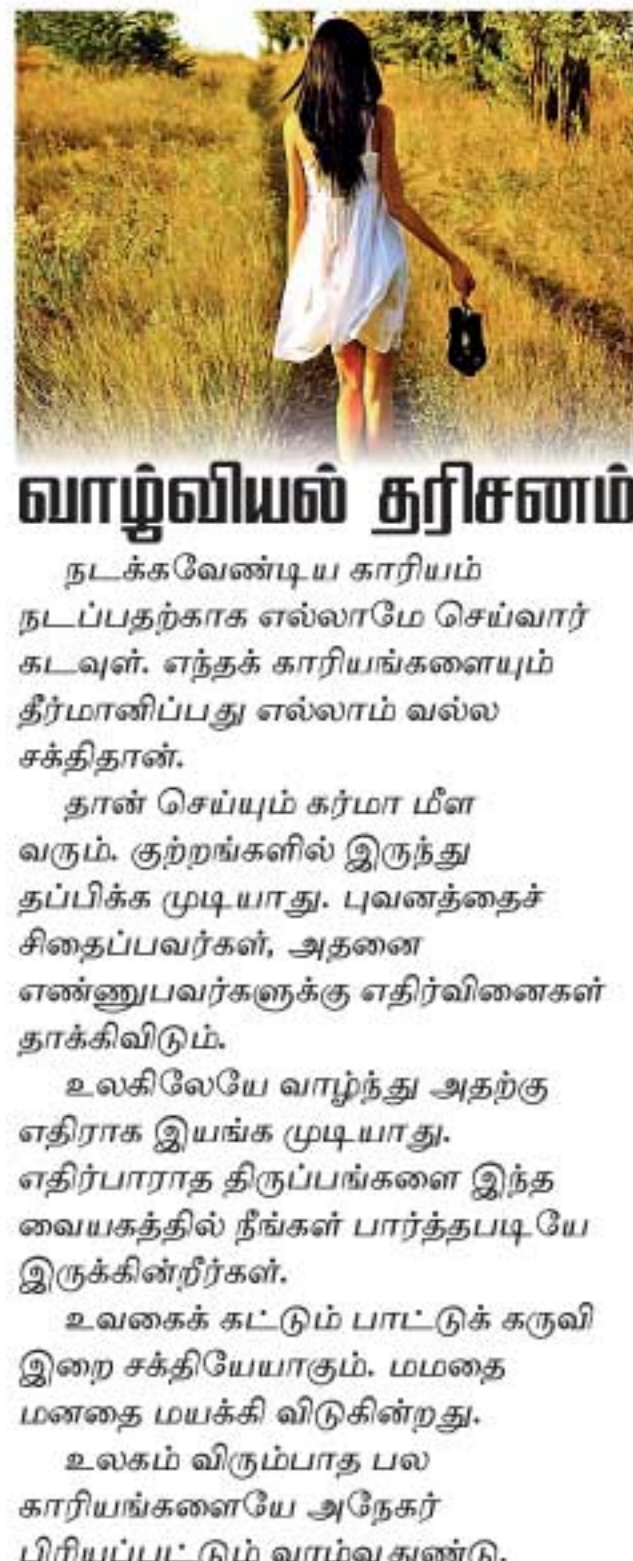 வாழ்வியல் தரிசனம்
நடக்கவேண்டிய காரியம்
நடப்பதற்காக எல்லாமே செய்வார்
கடவுள். எந்தக் காரியங்களையும்
தீர்மானிப்பது எல்லாம் வல்ல
சக்திதான்.
தான் செய்யும் கர்மா மீள
வரும். குற்றங்களில் இருந்து
தப்பிக்க முடியாது. புவனத்தைச்
சிதைப்பவர்கள், அதனை
எண்ணுபவர்களுக்கு எதிர்வினைகள்
தாக்கிவிடும்.
உலகிலேயே வாழ்ந்து அதற்கு
எதிராக இயங்க முடியாது.
எதிர்பாராத திருப்பங்களை இந்த
வையகத்தில் நீங்கள் பார்த்தபடியே
இருக்கின்றீர்கள்.
உவகைக் கட்டும் பாட்டுக் கருவி
இறை சக்தியேயாகும். மமதை
மனதை மயக்கி விடுகின்றது.
உலகம் விரும்பாத பல
காரியங்களையே அநேகர்
பிரியப்பட்டும் வாழ்வதுண்டு.